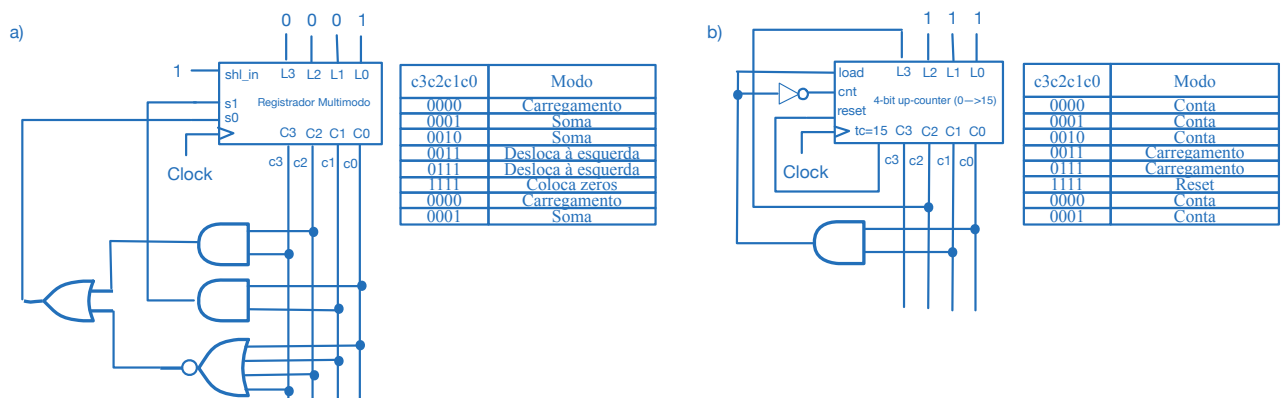 a)
0 0 0 1
1
shl_in L3 L2 L1 L0
s1
Registrador Multimodo
s0
C3 C2 C1 C0
c3 c2 c1 c0
Clock
c3c2c1c0 Modo
0000 Carregamento
0001 Soma
0010 Soma
0011 Desloca à esquerda
0111 Desloca à esquerda
1111 Coloca zeros
0000 Carregamento
0001 Soma
b)
1 1 1
load L3 L2 L1 L0
cnt
4-bit up-counter (0—>15)
reset
tc=15 C3 C2 C1 C0
c3 c2 c1 c0
Clock
c3c2c1c0 Modo
0000 Conta
0001 Conta
0010 Conta
0011 Carregamento
0111 Carregamento
1111 Reset
0000 Conta
0001 Conta